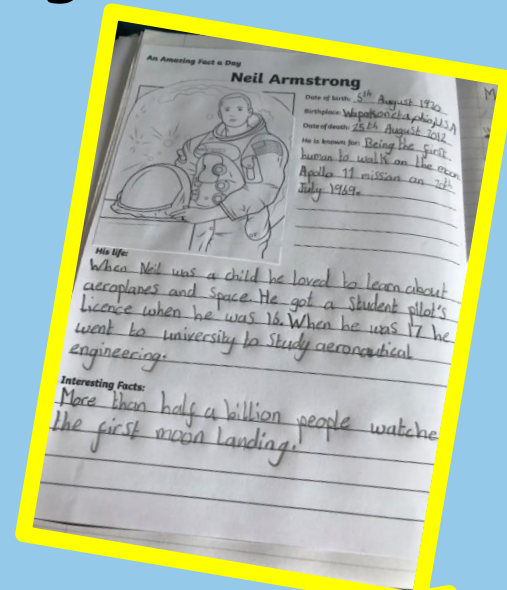 An Amazing Fact a Day
Neil Armstrong
Date of birth: 5th August 1930
Birthplace: Wapakoneta, Ohio, USA
Date of death: 25th August 2012
He is known for: Being the first
human to walk on the moon
Apollo 11 mission on 20th
July 1969.
His life:
When Neil was a child he loved to learn about
aeroplanes and space. He got a student pilot's
licence when he was 16. When he was 17 he
went to university to study aeronautical
engineering.
Interesting Facts:
More than half a billion people watche
the first moon landing.